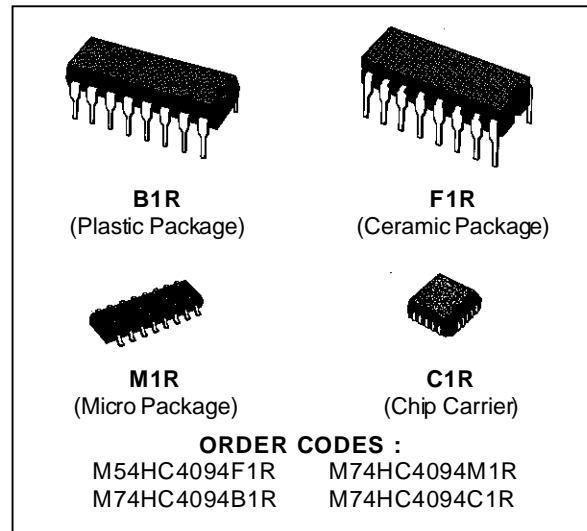 B1R
(Plastic Package)
F1R
(Ceramic Package)
M1R
(Micro Package)
C1R
(Chip Carrier)
ORDER CODES :
M54HC4094F1R M74HC4094M1R
M74HC4094B1R M74HC4094C1R